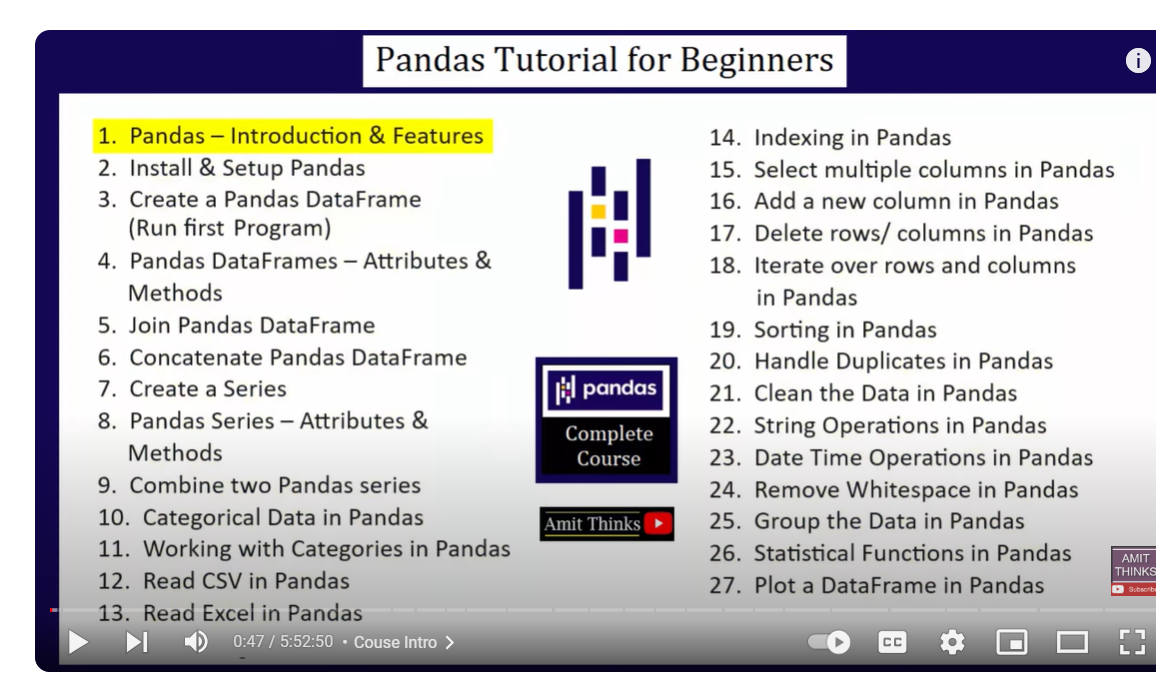 Pandas Tutorial for Beginners
1. Pandas – Introduction & Features
2. Install & Setup Pandas
3. Create a Pandas DataFrame
(Run first Program)
4. Pandas DataFrames – Attributes &
Methods
5. Join Pandas DataFrame
6. Concatenate Pandas DataFrame
7. Create a Series
8. Pandas Series – Attributes &
Methods
9. Combine two Pandas series
10. Categorical Data in Pandas
11. Working with Categories in Pandas
12. Read CSV in Pandas
13. Read Excel in Pandas
pandas
Complete
Course
Amit Thinks
14. Indexing in Pandas
15. Select multiple columns in Pandas
16. Add a new column in Pandas
17. Delete rows/ columns in Pandas
18. Iterate over rows and columns
in Pandas
19. Sorting in Pandas
20. Handle Duplicates in Pandas
21. Clean the Data in Pandas
22. String Operations in Pandas
23. Date Time Operations in Pandas
24. Remove Whitespace in Pandas
25. Group the Data in Pandas
26. Statistical Functions in Pandas
27. Plot a DataFrame in Pandas
AMIT
THINKS
Subscribe
0:47 / 5:52:50 • Couse Intro
CC